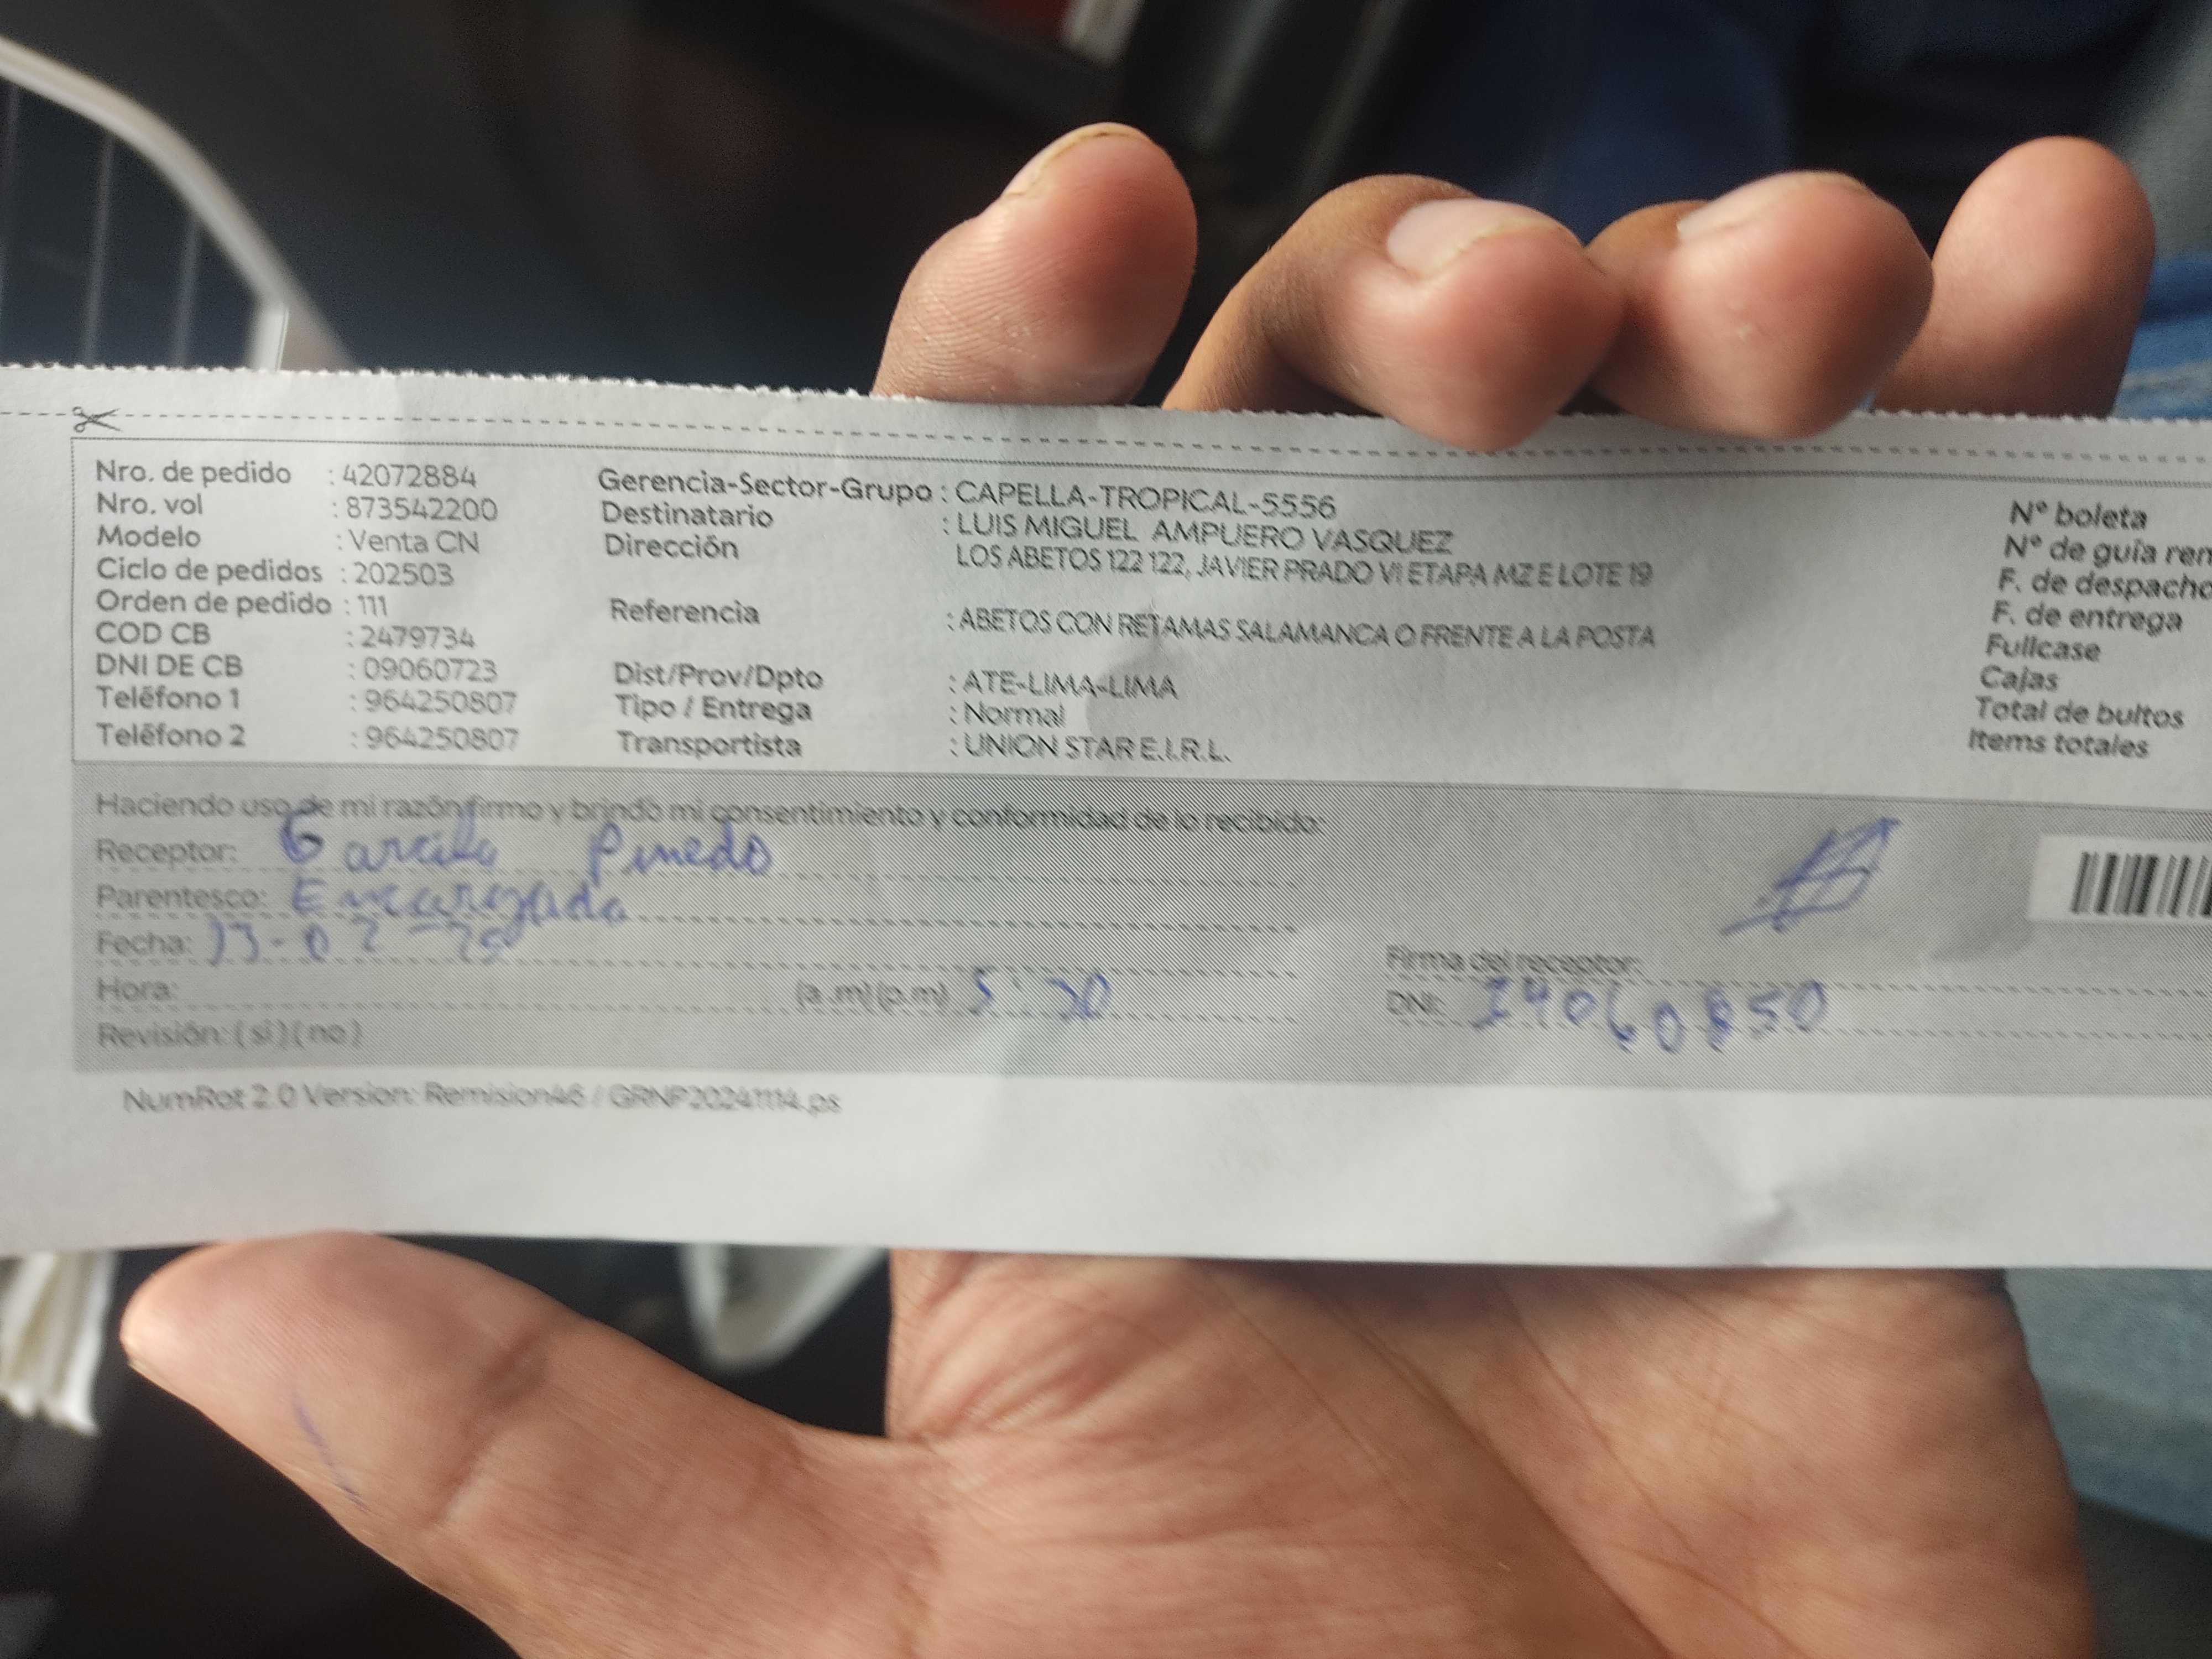 Nro. de pedido : 42072884
Nro. vol : 873542200
Modelo : Venta CN
Ciclo de pedidos : 202503
Orden de pedido : 111
COD CB : 2479734
DNI DE CB : 09060723
Teléfono 1 : 964250807
Teléfono 2 : 964250807
Gerencia-Sector-Grupo : CAPELLA-TROPICAL-5556
Destinatario : LUIS MIGUEL AMPUERO VASQUEZ
Dirección LOS ABETOS 122 122, JAVIER PRADO VI ETAPA MZ E LOTE 19
Referencia : ABETOS CON RETAMAS SALAMANCA O FRENTE A LA POSTA
Dist/Prov/Dpto : ATE-LIMA-LIMA
Tipo / Entrega : Normal
Transportista : UNION STAR E.I.R.L.
N° boleta
N° de guía rem
F. de despacho
F. de entrega
Fullcase
Cajas
Total de bultos
Items totales
Haciendo uso de mi razón firmo y brindo mi consentimiento y conformidad de lo recibido:
Receptor: Pinedo
Parentesco: Encargada
Fecha:
Hora: (a.m)(p.m)
Revisión: (si)(no)
Firma del receptor:
DNI:
NumRot 2.0 Version: Remision46 / GRNP20241114.ps